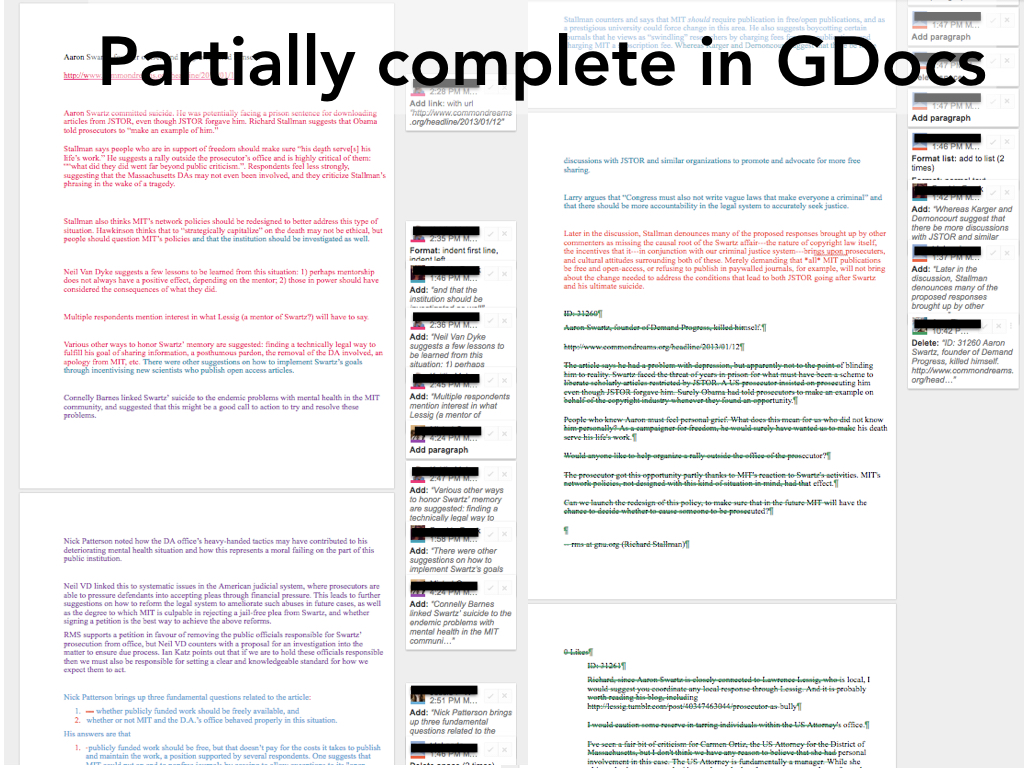 Partially complete in GDocs
Aaron Swartz committed suicide. He was potentially facing a prison sentence for downloading
articles from JSTOR, even though JSTOR forgave him. Richard Stallman suggests that Obama
told prosecutors to “make an example of him.”
Stallman says people who are in support of freedom should make sure “his death serve[s] his
life’s work.” He suggests a rally outside the prosecutor’s office and is highly critical of them:
““what did they did went far beyond public criticism.”. Respondents feel less strongly,
suggesting that the Massachusetts DAs may not even been involved, and they criticize Stallman’s
phrasing in the wake of a tragedy.
Stallman also thinks MIT’s network policies should be redesigned to better address this type of
situation. Hawkinson thinks that to “strategically capitalize” on the death may not be ethical, but
people should question MIT’s policies and that the institution should be investigated as well.
Neil Van Dyke suggests a few lessons to be learned from this situation: 1) perhaps mentorship
does not always have a positive effect, depending on the mentor; 2) those in power should have
considered the consequences of what they did.
Multiple respondents mention interest in what Lessig (a mentor of Swartz?) will have to say.
Various other ways to honor Swartz’ memory are suggested: finding a technically legal way to
fulfill his goal of sharing information, a posthumous pardon, the removal of the DA involved, an
apology from MIT, etc. There were other suggestions on how to implement Swartz’s goals
through incentivising new scientists who publish open access articles.
Connelly Barnes linked Swartz’ suicide to the endemic problems with mental health in the MIT
community, and suggested that this might be a good call to action to try and resolve these
problems.
Nick Patterson noted how the DA office’s heavy-handed tactics may have contributed to his
deteriorating mental health situation and how this represents a moral failing on the part of this
public institution.
Neil VD linked this to systematic issues in the American judicial system, where prosecutors are
able to pressure defendants into accepting pleas through financial pressure. This leads to further
suggestions on how to reform the legal system to ameliorate such abuses in future cases, as well
as the degree to which MIT is culpable in rejecting a jail-free plea from Swartz, and whether
signing a petition is the best way to achieve the above reforms.
RMS supports a petition in favour of removing the public officials responsible for Swartz’
prosecution from office, but Neil VD counters with a proposal for an investigation into the
matter to ensure due process. Ian Katz points out that if we are to hold these officials responsible
then we must also be responsible for setting a clear and knowledgeable standard for how we
expect them to act.
Nick Patterson brings up three fundamental questions related to the article:
1. whether publicly funded work should be freely available, and
2. whether or not MIT and the D.A.’s office behaved properly in this situation.
His answers are that
1. -publicly funded work should be free, but that doesn’t pay for the costs it takes to publish
and maintain the work, a position supported by several respondents. One suggests that
2:28 PM M...
Add link: with url
"http://www.commondreams
.org/headline/2013/01/12"
2:35 PM M...
Format: indent first line,
indent left
1:46 PM M...
Add: “and that the
institution should be
2:36 PM M...
Add: “Neil Van Dyke
suggests a few lessons to
be learned from this
situation: 1) perhaps
2:45 PM M...
Add: “Multiple respondents
mention interest in what
Lessig (a mentor of
4:24 PM M...
Add paragraph
2:47 PM M...
Add: “Various other ways
to honor Swartz’ memory
are suggested: finding a
technically legal way to
1:58 PM M...
Add: “There were other
suggestions on how to
implement Swartz’s goals
4:24 PM M...
Add: “Connelly Barnes
linked Swartz’ suicide to the
endemic problems with
mental health in the MIT
communi...”
2:51 PM M...
Add: “Nick Patterson brings
up three fundamental
questions related to the
1:46 PM M...
Stallman counters and says that MIT should require publication in free/open publications, and as
a prestigious university could force change in this area. He also suggests boycotting certain
discussions with JSTOR and similar organizations to promote and advocate for more free
sharing.
Larry argues that “Congress must also not write vague laws that make everyone a criminal” and
that there should be more accountability in the legal system to accurately seek justice.
Later in the discussion, Stallman denounces many of the proposed responses brought up by other
commenters as missing the causal root of the Swartz affair---the nature of copyright law itself,
the incentives that it---in conjunction with our criminal justice system---brings upon prosecutors,
and cultural attitudes surrounding both of these. Merely demanding that *all* MIT publications
be free and open-access, or refusing to publish in paywalled journals, for example, will not bring
about the change needed to address the conditions that lead to both JSTOR going after Swartz
and his ultimate suicide.
ID: 31260¶
Aaron Swartz, founder of Demand Progress, killed himself.¶
http://www.commondreams.org/headline/2013/01/12¶
The article says he had a problem with depression, but apparently not to the point of blinding
him to reality. Swartz faced the threat of years in prison for what must have been a scheme to
liberate scholarly articles restricted by JSTOR. A US prosecutor insisted on prosecuting him
even though JSTOR forgave him. Surely Obama had told prosecutors to make an example on
behalf of the copyright industry whenever they found an opportunity.¶
People who knew Aaron must feel personal grief. What does this mean for us who did not know
him personally? As a campaigner for freedom, he would surely have wanted us to make his death
serve his life's work.¶
Would anyone like to help organize a rally outside the office of the prosecutor?¶
The prosecutor got this opportunity partly thanks to MIT's reaction to Swartz's activities. MIT's
network policies, not designed with this kind of situation in mind, had that effect.¶
Can we launch the redesign of this policy, to make sure that in the future MIT will have the
chance to decide whether to cause someone to be prosecuted?¶
¶
-- rms at gnu.org (Richard Stallman)¶
0 Likes¶
ID: 31261¶
Richard, since Aaron Swartz is closely connected to Lawrence Lessig, who is local, I
would suggest you coordinate any local response through Lessig. And it is probably
worth reading his blog, including
http://lessig.tumblr.com/post/40347463044/prosecutor-as-bully¶
I would caution some reserve in tarring individuals within the US Attorney's office.¶
I've seen a fair bit of criticism for Carmen Ortiz, the US Attorney for the District of
Massachusetts, but I don't think we have any reason to believe that she had personal
involvement in this case. The US Attorney is fundamentally a manager. While she
1:47 PM M...
Add paragraph
1:47 PM M...
Add paragraph
1:46 PM M...
Format list: add to list (2
times)
1:42 PM M...
Add: “Whereas Karger and
Dernoncourt suggest that
there be more discussions
with JSTOR and similar
1:37 PM M...
Add: “Later in the
discussion, Stallman
denounces many of the
proposed responses
brought up by other
10:42 P...
Delete: “ID: 31260 Aaron
Swartz, founder of Demand
Progress, killed himself.
http://www.commondreams.
org/head...”